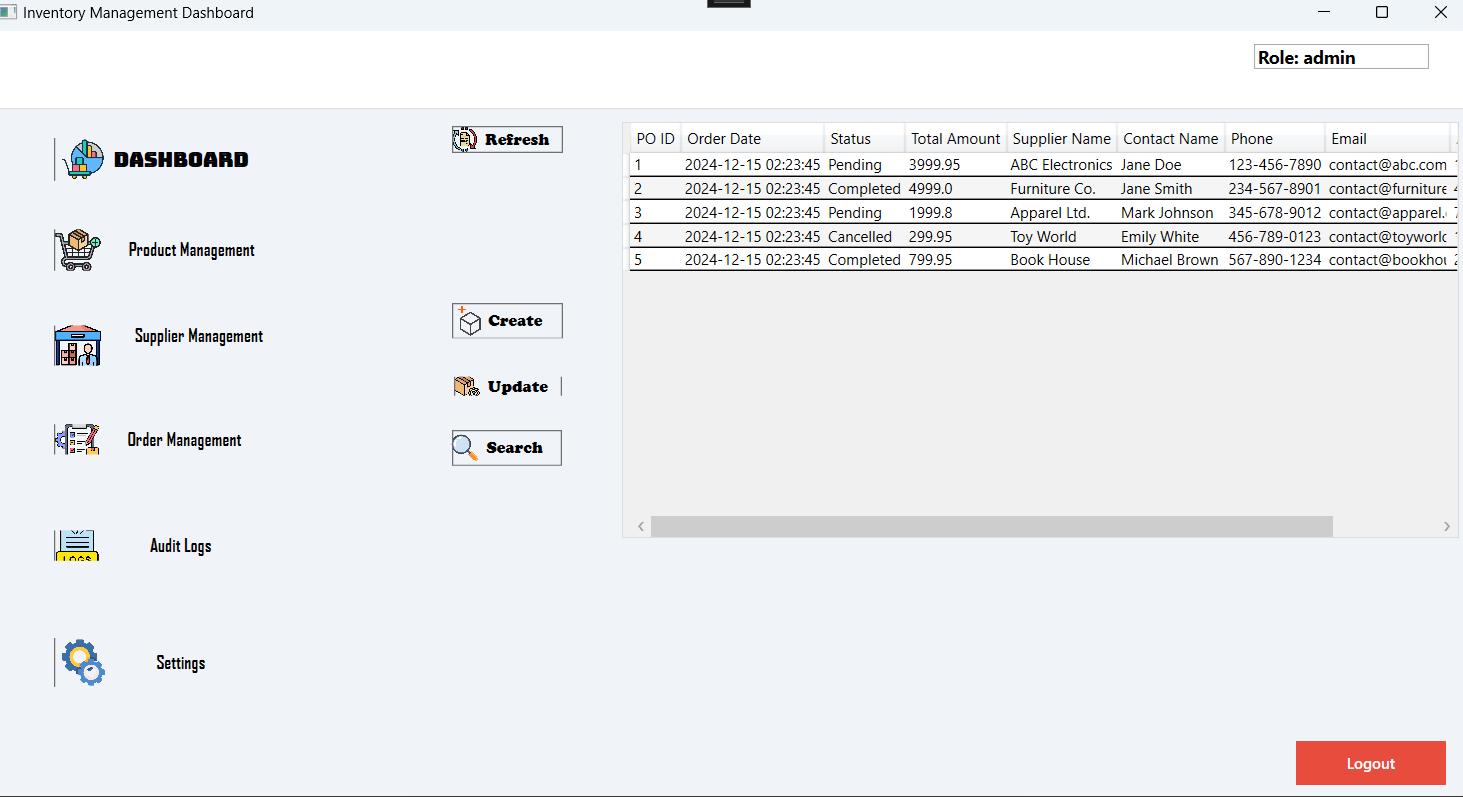 Inventory Management Dashboard
Role: admin
DASHBOARD
Product Management
Supplier Management
Order Management
Audit Logs
LOGS
Settings
Refresh
Create
Update
Search
PO ID Order Date Status Total Amount Supplier Name Contact Name Phone Email
1 2024-12-15 02:23:45 Pending 3999.95 ABC Electronics Jane Doe 123-456-7890 contact@abc.com
2 2024-12-15 02:23:45 Completed 4999.0 Furniture Co. Jane Smith 234-567-8901 contact@furniture
3 2024-12-15 02:23:45 Pending 1999.8 Apparel Ltd. Mark Johnson 345-678-9012 contact@apparel.
4 2024-12-15 02:23:45 Cancelled 299.95 Toy World Emily White 456-789-0123 contact@toyworl
5 2024-12-15 02:23:45 Completed 799.95 Book House Michael Brown 567-890-1234 contact@bookho
Logout